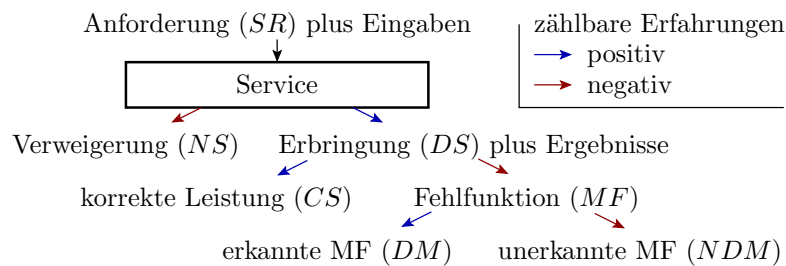 Anforderung (SR) plus Eingaben
zählbare Erfahrungen
positiv
Service
negativ
Verweigerung (NS)
Erbringung (DS) plus Ergebnisse
korrekte Leistung (CS)
Fehlfunktion (MF)
erkannte MF (DM)
unerkannte MF (NDM)